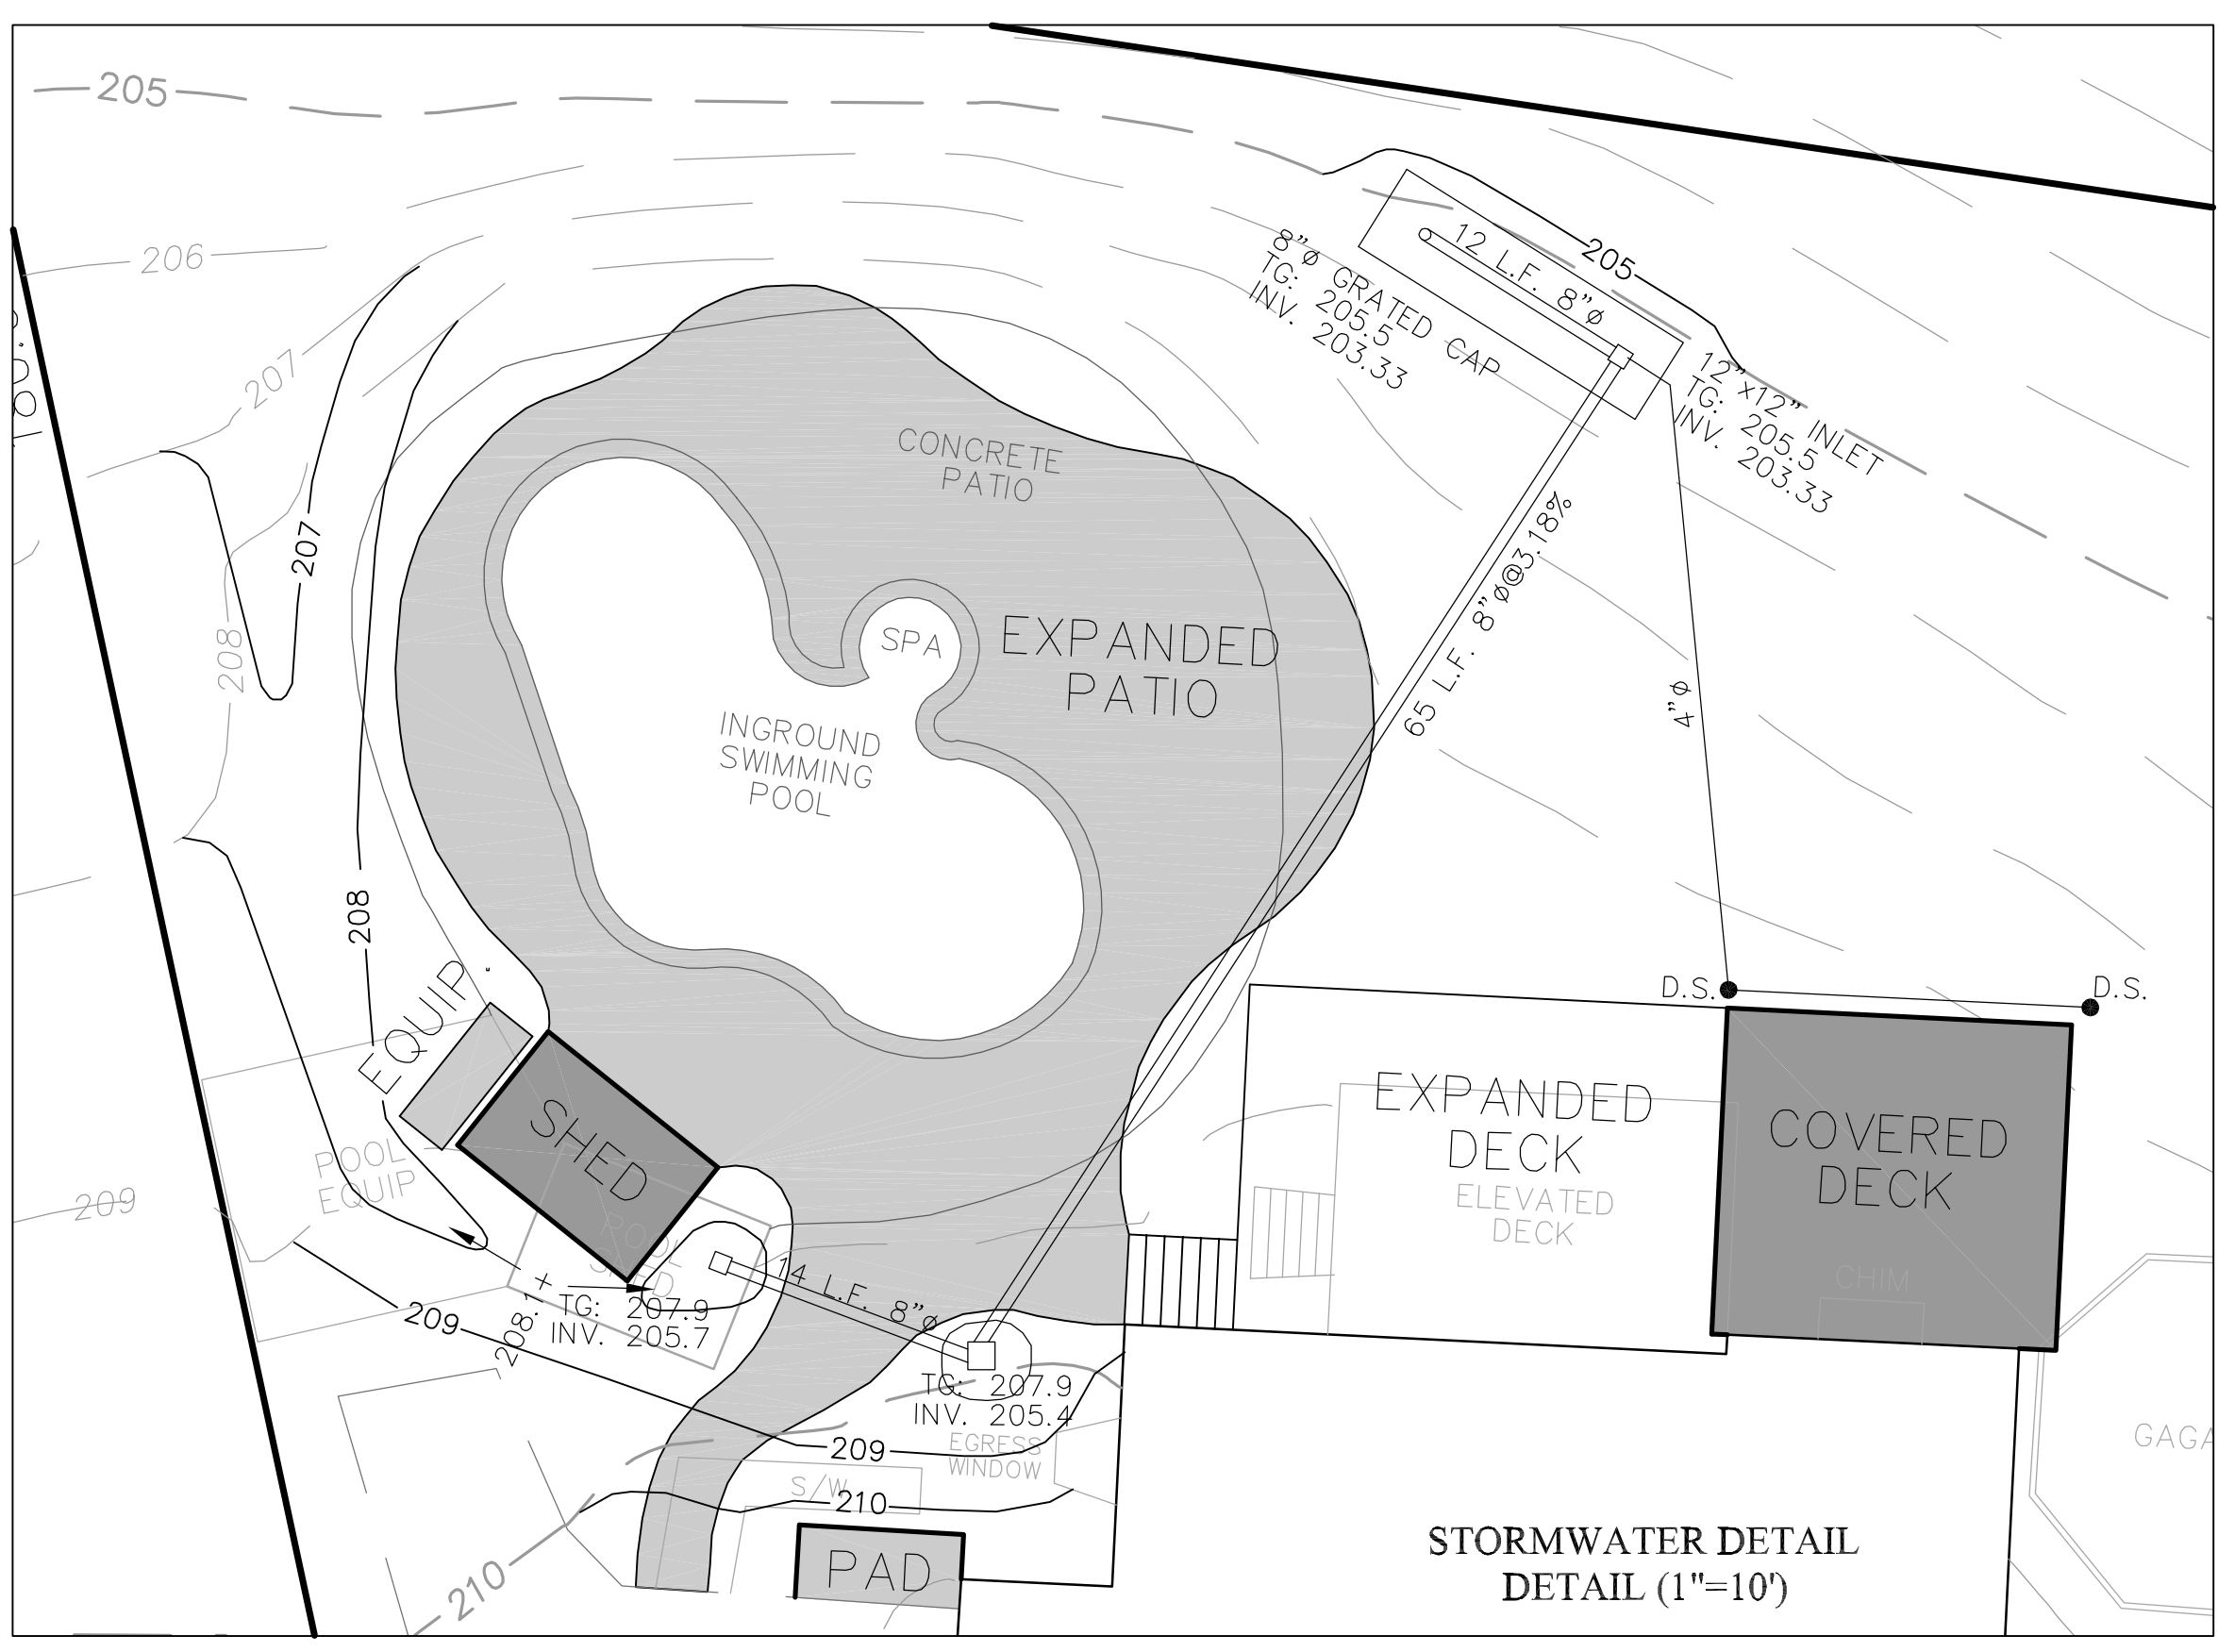 205
206
207
208
209
210
205
207
208
209
209
210
8"ø GRATED CAP
TG: 205.5
INV. 203.33
12 L.F. 8"ø
12"x12" INLET
TG: 205.5
INV. 203.33
CONCRETE
PATIO
SPA
EXPANDED
PATIO
INGROUND
SWIMMING
POOL
65 L.F. 8"ø@3.18%
4"ø
D.S.
D.S.
EQUIP.
SHED
POOL
EQUIP
POOL
SHED
208.1 +
TG: 207.9
INV. 205.7
14 L.F. 8"ø
TG: 207.9
INV. 205.4
EGRESS
WINDOW
S/W
PAD
EXPANDED
DECK
ELEVATED
DECK
COVERED
DECK
CHIM
GAGA
STORMWATER DETAIL
DETAIL (1"=10')